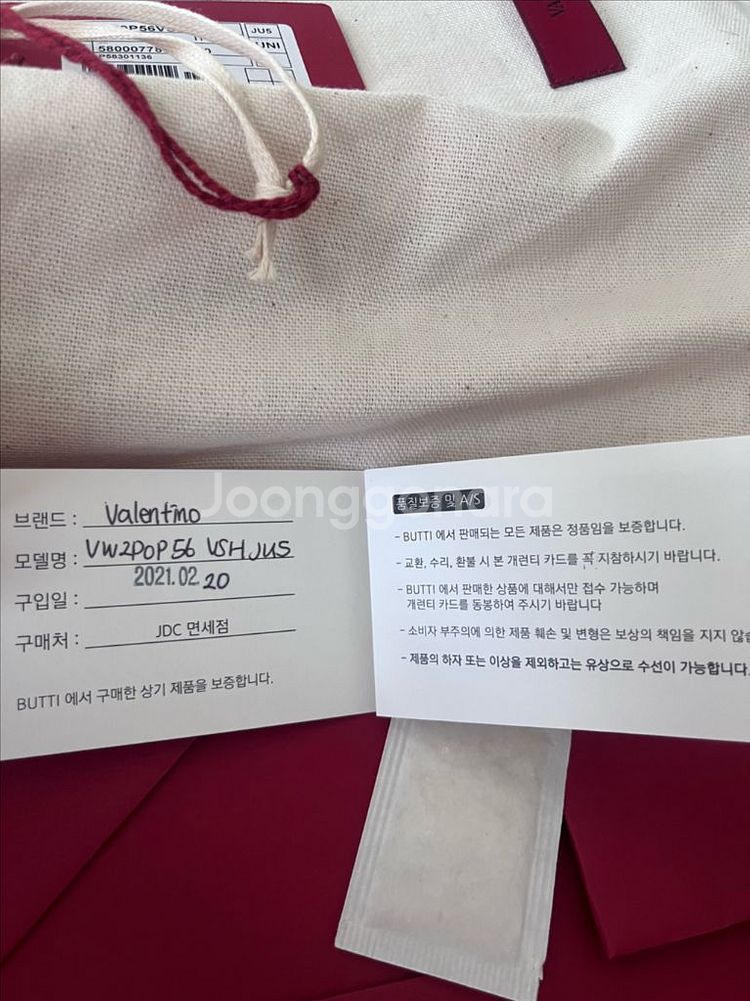 JU5
UNI
P58301136
VA
Joonggonara
브랜드 : Valentino
모델명 : VW2P0P56 VSHJU5
2021.02.20
구입일 :
구매처 : JDC 면세점
BUTTI 에서 구매한 상기 제품을 보증합니다.
품질보증 및 A/S
- BUTTI 에서 판매되는 모든 제품은 정품임을 보증합니다.
- 교환, 수리, 환불 시 본 개런티 카드를 꼭 지참하시기 바랍니다.
- BUTTI 에서 판매한 상품에 대해서만 접수 가능하며
개런티 카드를 동봉하여 주시기 바랍니다
- 소비자 부주의에 의한 제품 훼손 및 변형은 보상의 책임을 지지 않습
- 제품의 하자 또는 이상을 제외하고는 유상으로 수선이 가능합니다.